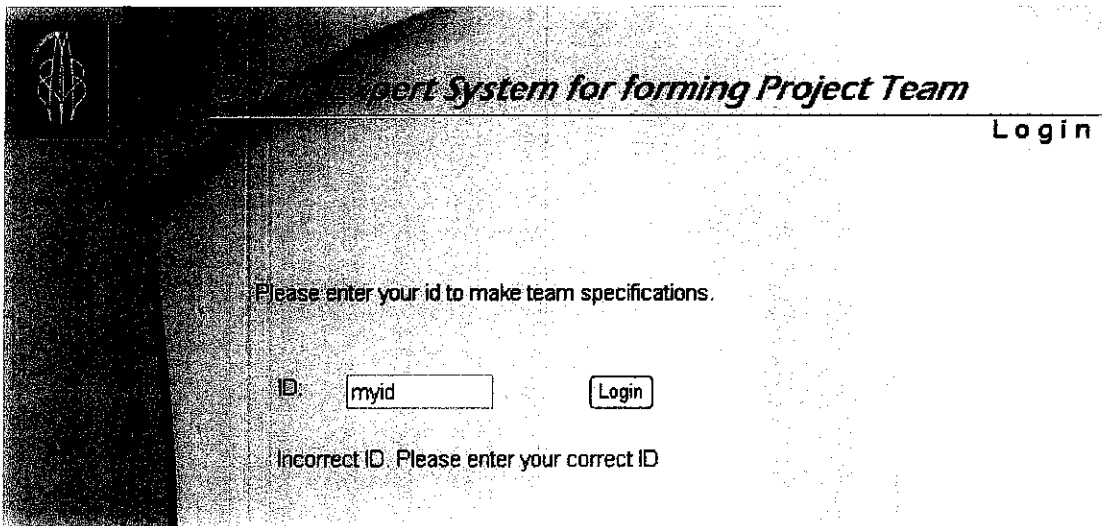 Expert System for forming Project Team
Login
Please enter your id to make team specifications.
ID: myid Login
Incorrect ID. Please enter your correct ID